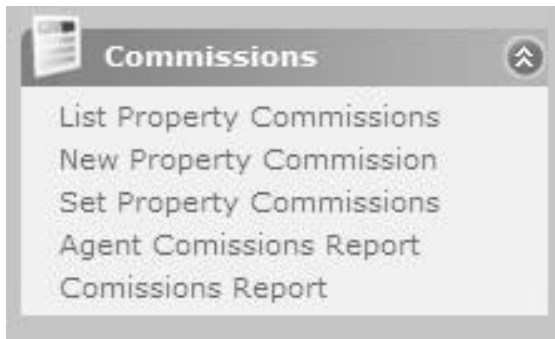 Commissions
List Property Commissions
New Property Commission
Set Property Commissions
Agent Comissions Report
Comissions Report